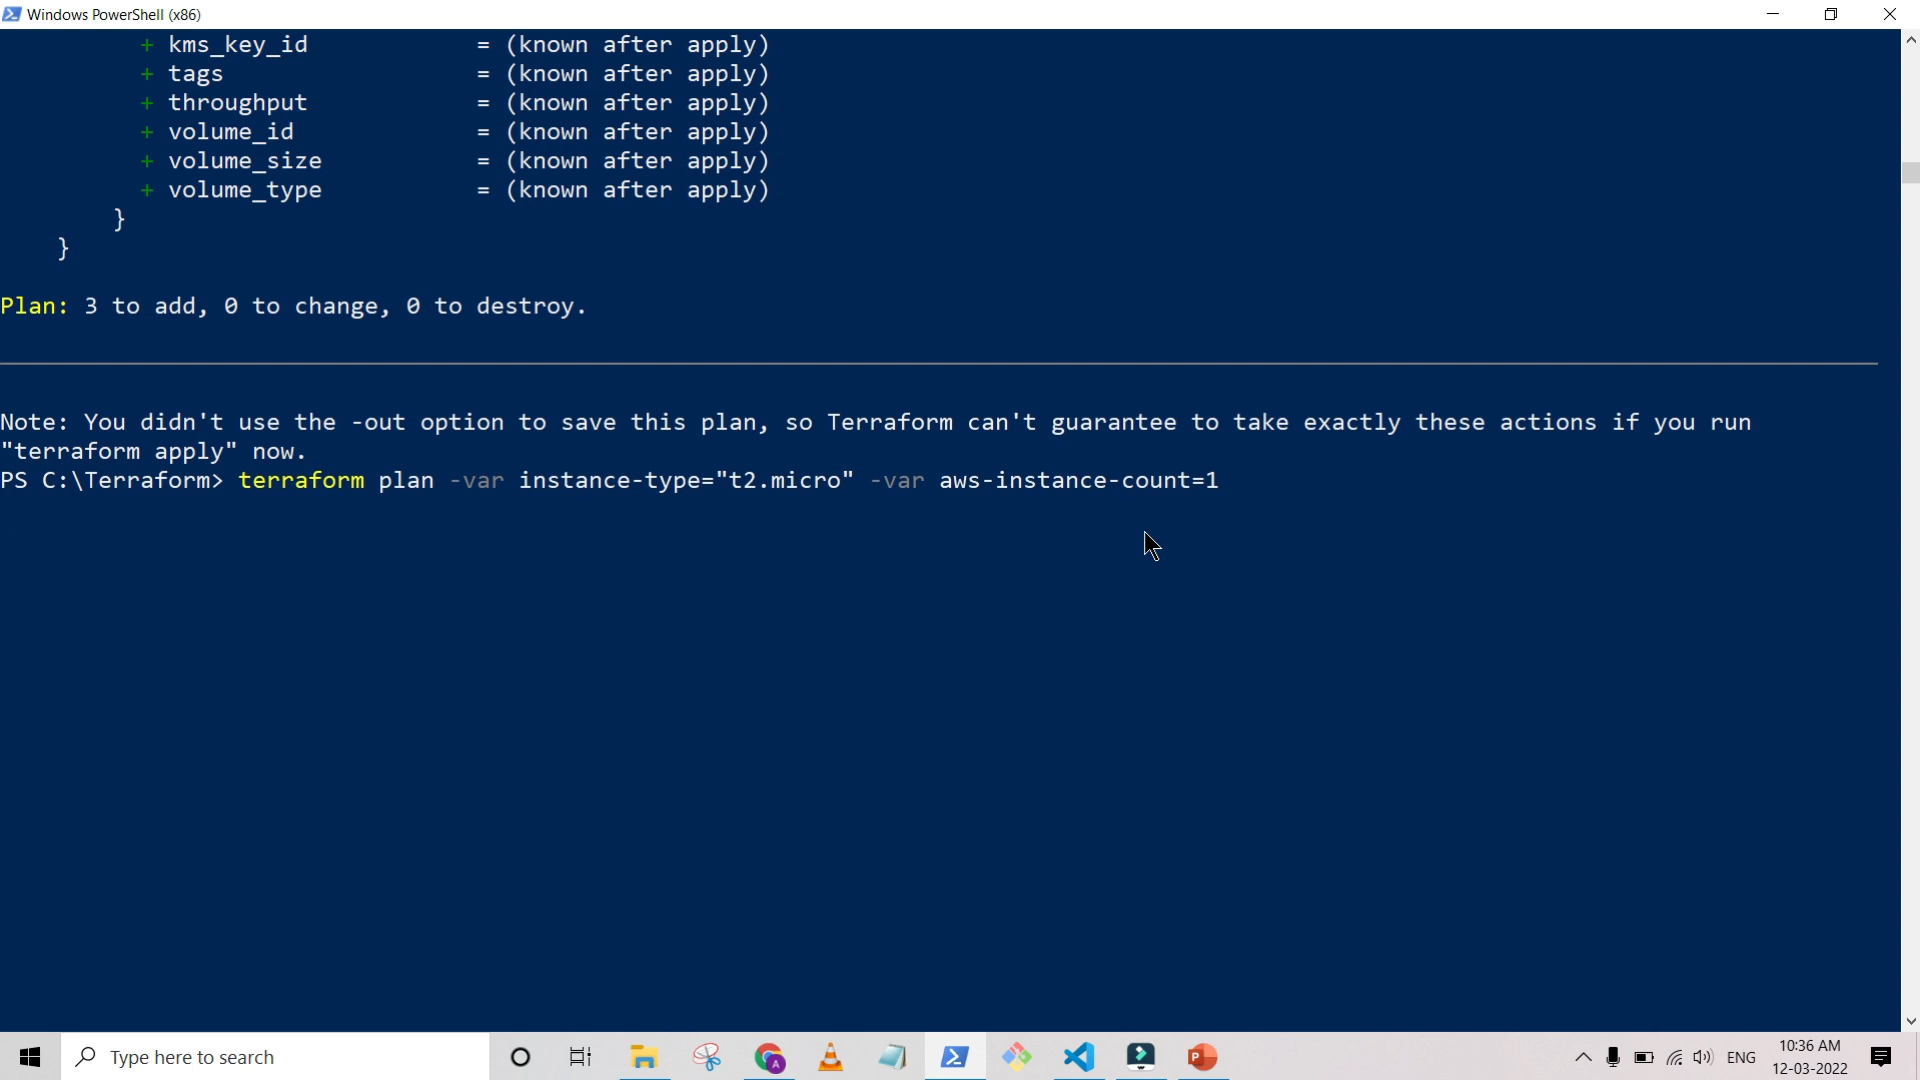 Windows PowerShell (x86)
+ kms_key_id = (known after apply)
+ tags = (known after apply)
+ throughput = (known after apply)
+ volume_id = (known after apply)
+ volume_size = (known after apply)
+ volume_type = (known after apply)
}
}
Plan: 3 to add, 0 to change, 0 to destroy.
Note: You didn't use the -out option to save this plan, so Terraform can't guarantee to take exactly these actions if you run
"terraform apply" now.
PS C:\Terraform> terraform plan -var instance-type="t2.micro" -var aws-instance-count=1
Type here to search
A
P
ENG
10:36 AM
12-03-2022